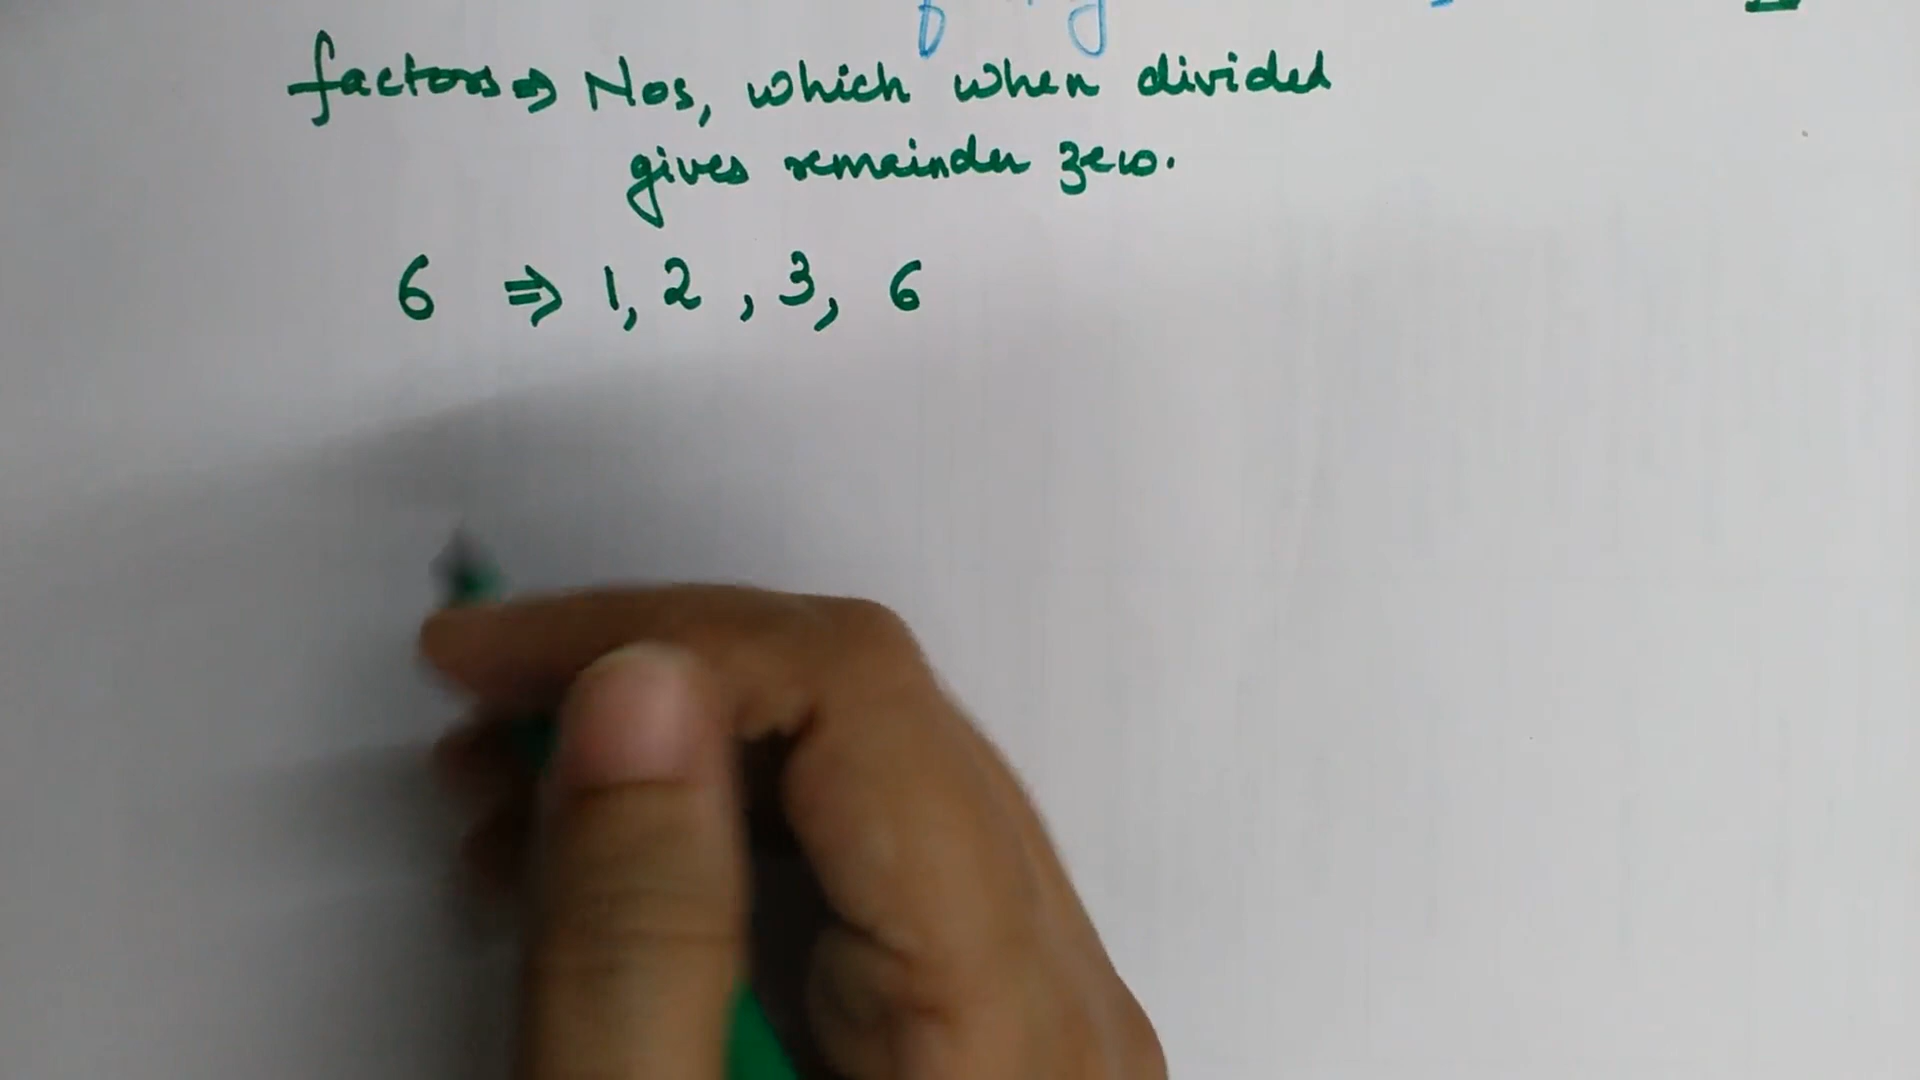 factors ⇒ Nos, which when divided
gives remainder zero.
6 ⇒ 1, 2 , 3, 6